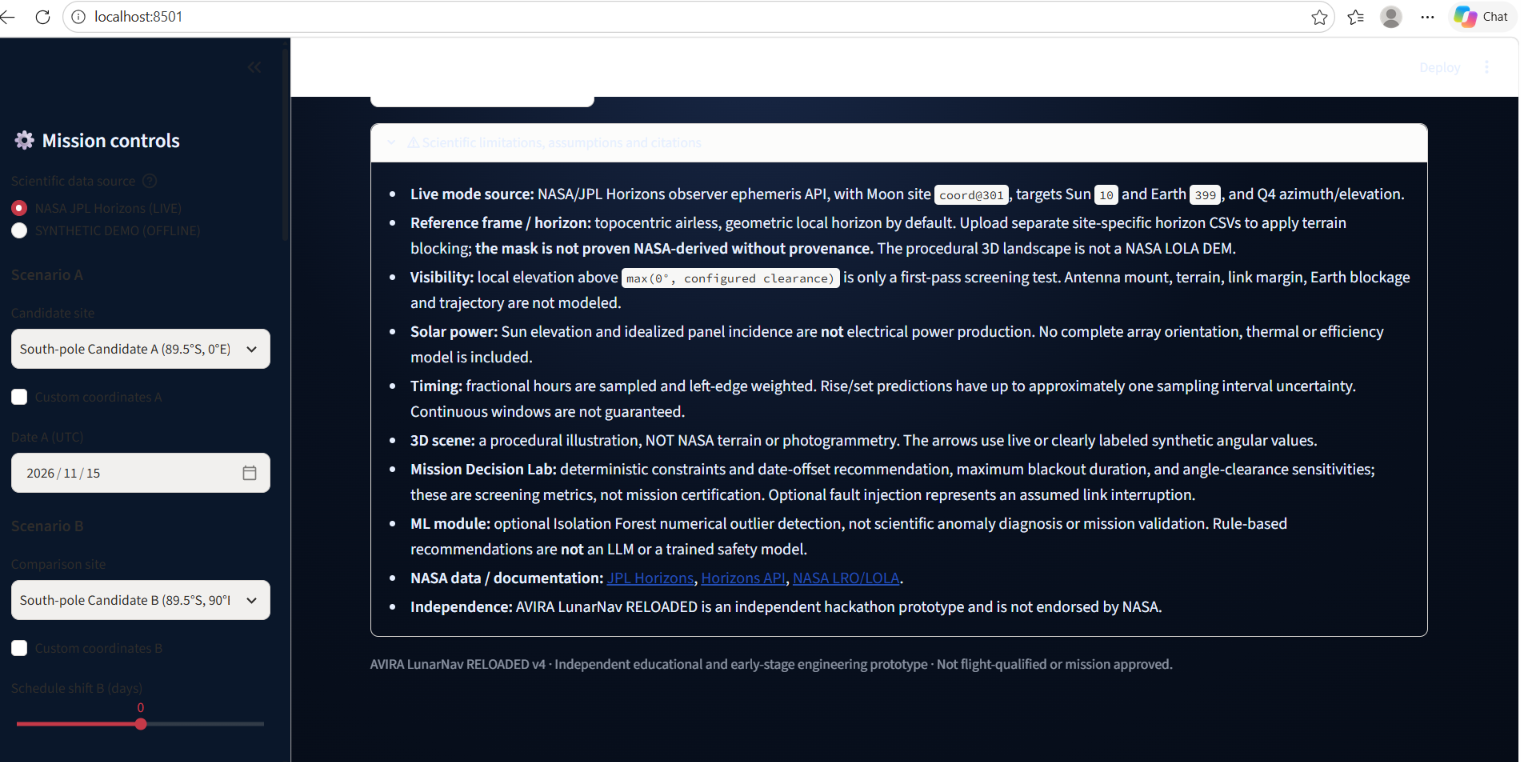 localhost:8501
Chat
Deploy
Mission controls
Scientific data source
NASA JPL Horizons (LIVE)
SYNTHETIC DEMO (OFFLINE)
Scenario A
Candidate site
South-pole Candidate A (89.5°S, 0°E)
Custom coordinates A
Date A (UTC)
2026/11/15
Scenario B
Comparison site
South-pole Candidate B (89.5°S, 90°
Custom coordinates B
Schedule shift B (days)
0
Scientific limitations, assumptions and citations
Live mode source: NASA/JPL Horizons observer ephemeris API, with Moon site coord@301, targets Sun 10 and Earth 399, and Q4 azimuth/elevation.
Reference frame / horizon: topocentric airless, geometric local horizon by default. Upload separate site-specific horizon CSVs to apply terrain
blocking; the mask is not proven NASA-derived without provenance. The procedural 3D landscape is not a NASA LOLA DEM.
Visibility: local elevation above max(0°, configured clearance) is only a first-pass screening test. Antenna mount, terrain, link margin, Earth blockage
and trajectory are not modeled.
Solar power: Sun elevation and idealized panel incidence are not electrical power production. No complete array orientation, thermal or efficiency
model is included.
Timing: fractional hours are sampled and left-edge weighted. Rise/set predictions have up to approximately one sampling interval uncertainty.
Continuous windows are not guaranteed.
3D scene: a procedural illustration, NOT NASA terrain or photogrammetry. The arrows use live or clearly labeled synthetic angular values.
Mission Decision Lab: deterministic constraints and date-offset recommendation, maximum blackout duration, and angle-clearance sensitivities;
these are screening metrics, not mission certification. Optional fault injection represents an assumed link interruption.
ML module: optional Isolation Forest numerical outlier detection, not scientific anomaly diagnosis or mission validation. Rule-based
recommendations are not an LLM or a trained safety model.
NASA data / documentation: JPL Horizons, Horizons API, NASA LRO/LOLA.
Independence: AVIRA LunarNav RELOADED is an independent hackathon prototype and is not endorsed by NASA.
AVIRA LunarNav RELOADED v4 · Independent educational and early-stage engineering prototype · Not flight-qualified or mission approved.